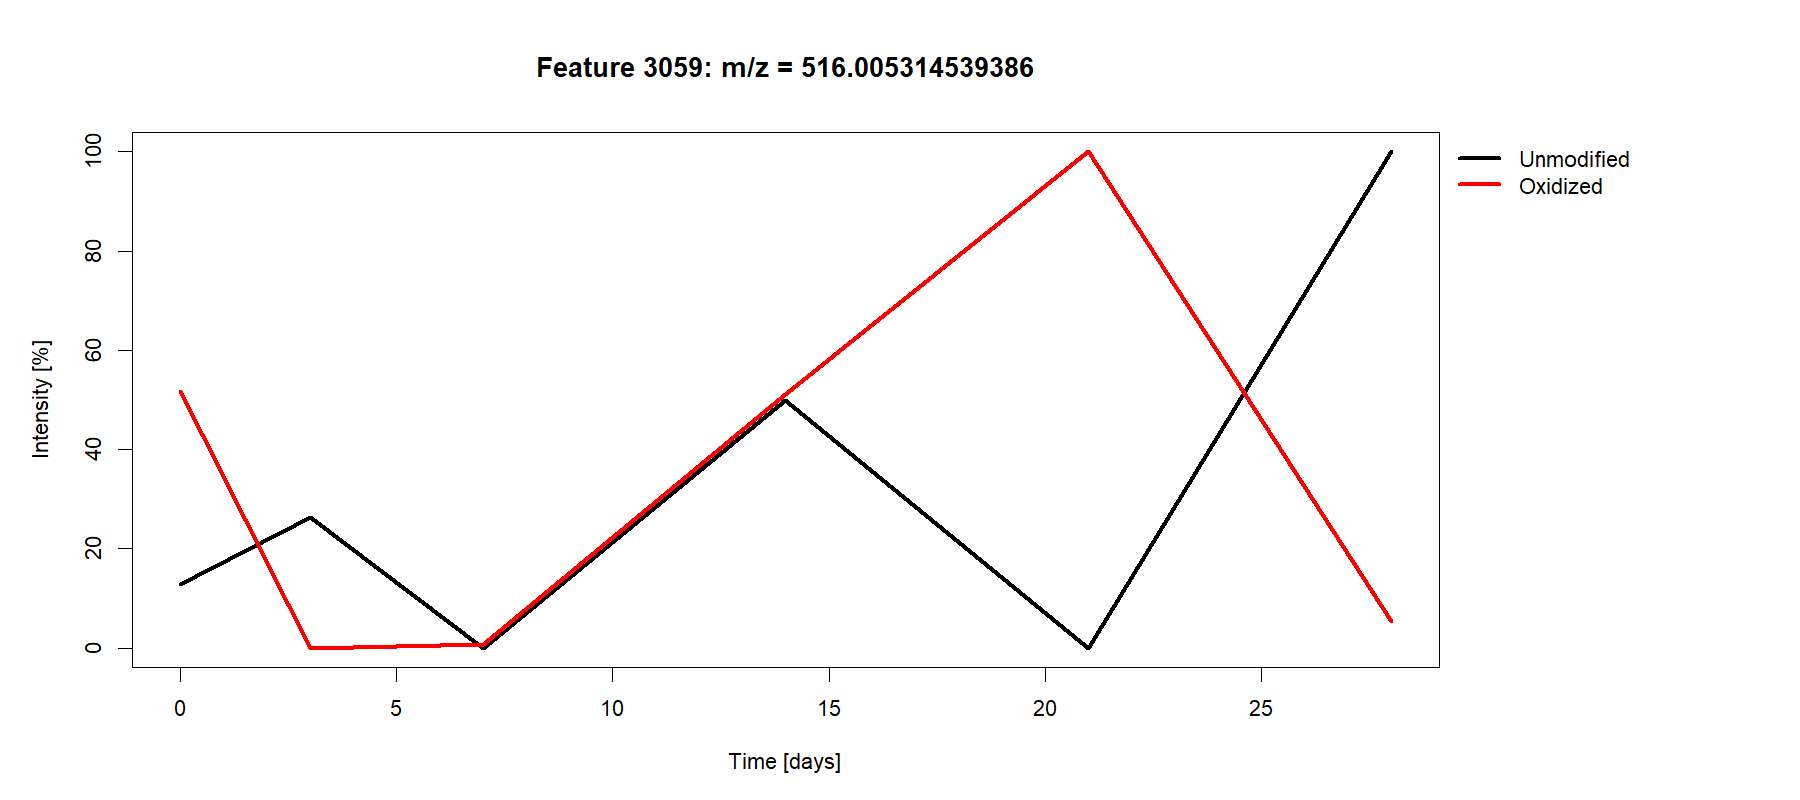 Feature 3059: m/z = 516.005314539386
Unmodified
Oxidized
Intensity [%]
100
80
60
40
20
0
0 5 10 15 20 25
Time [days]